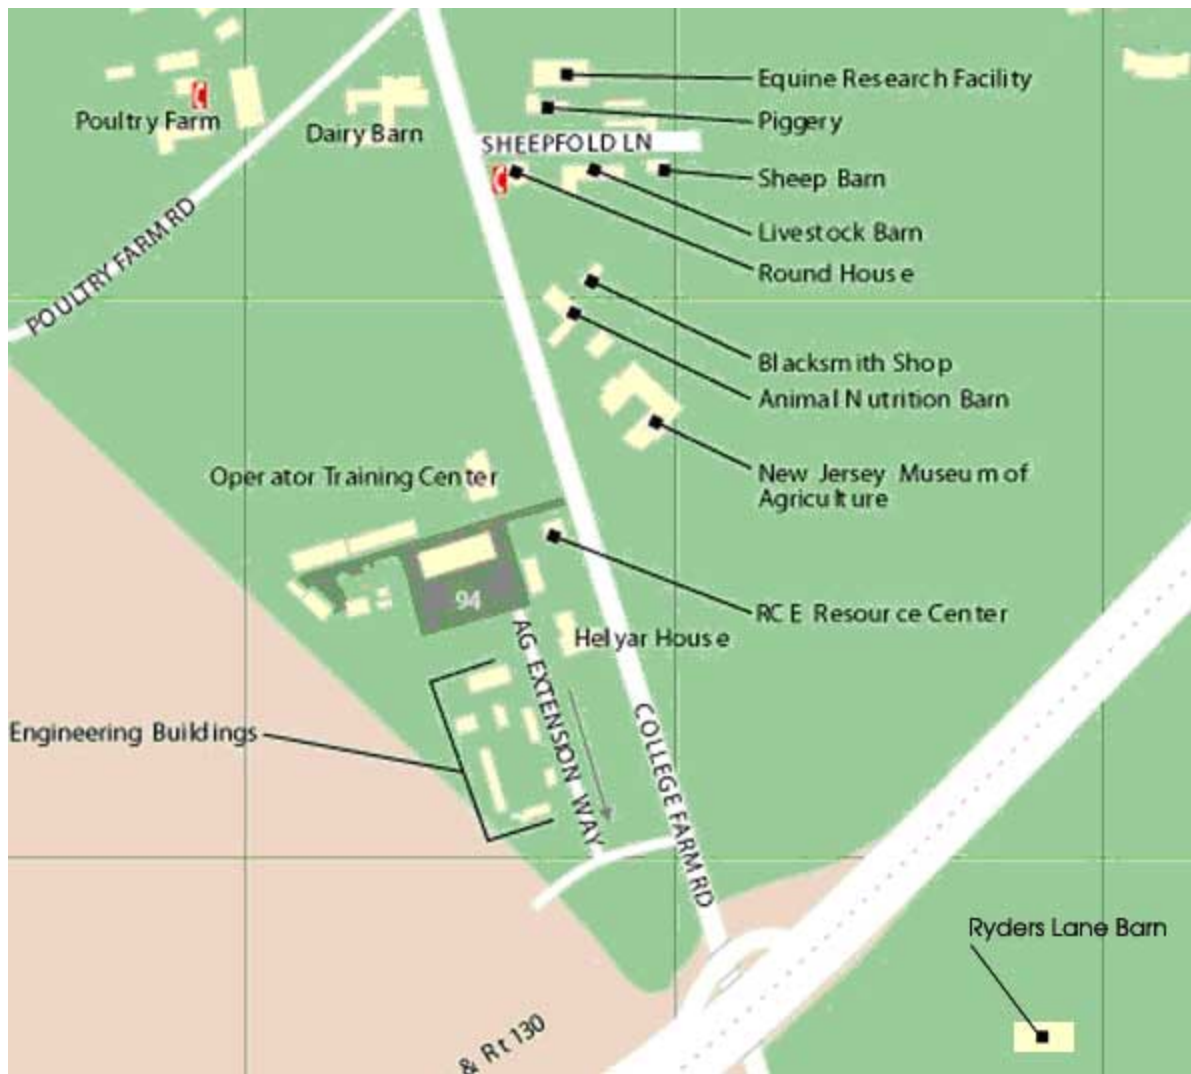 Equine Research Facility
Piggery
Poultry Farm
Dairy Barn
SHEEPFOLD LN
Sheep Barn
Livestock Barn
Round House
POULTRY FARM RD
Blacksmith Shop
Animal Nutrition Barn
New Jersey Museum of
Agriculture
Operator Training Center
94
RCE Resource Center
Helyar House
AG EXTENSION WAY
COLLEGE FARM RD
Engineering Buildings
Ryders Lane Barn
& Rt 130